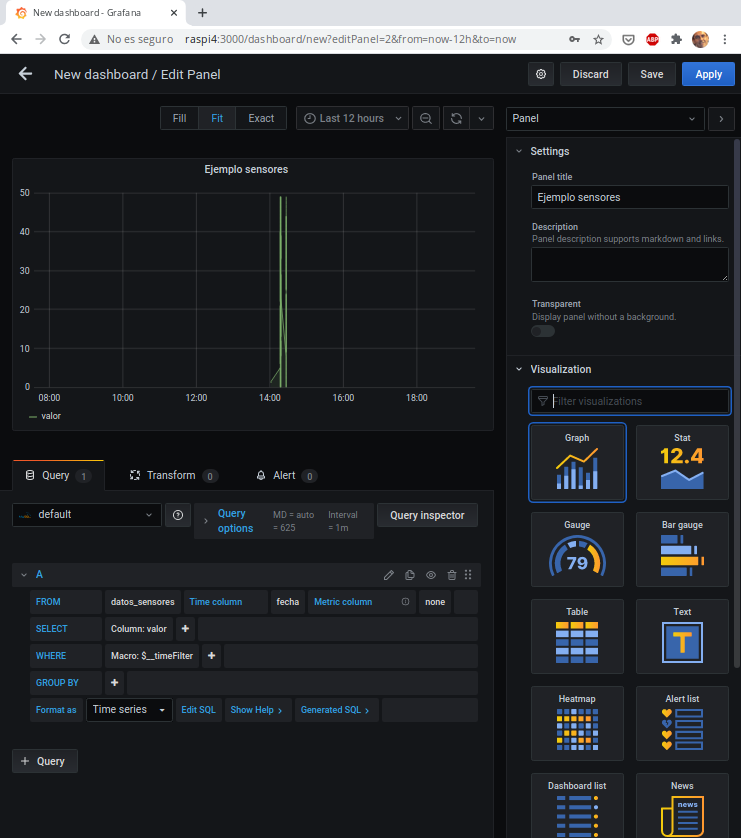 New dashboard - Grafana
No es seguro raspi4:3000/dashboard/new?editPanel=2&from=now-12h&to=now
ABP
New dashboard / Edit Panel
Discard
Save
Apply
Fill
Fit
Exact
Last 12 hours
Panel
Ejemplo sensores
50
40
30
20
10
0
08:00
10:00
12:00
14:00
16:00
18:00
valor
Settings
Panel title
Ejemplo sensores
Description
Panel description supports markdown and links.
Transparent
Display panel without a background.
Visualization
Filter visualizations
Graph
Stat
12.4
Gauge
79
Bar gauge
Table
Text
T
Heatmap
Alert list
Dashboard list
News
news
Query 1
Transform 0
Alert 0
default
Query options
MD = auto = 625
Interval = 1m
Query inspector
A
FROM datos_sensores Time column fecha Metric column none
SELECT Column: valor +
WHERE Macro: $__timeFilter +
GROUP BY +
Format as Time series Edit SQL Show Help > Generated SQL >
+ Query